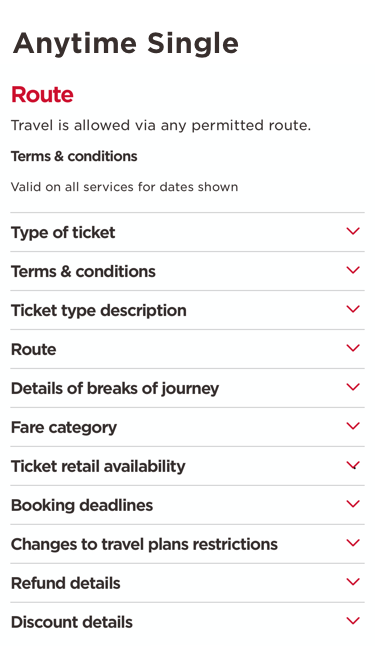 Anytime Single
Route
Travel is allowed via any permitted route.
Terms & conditions
Valid on all services for dates shown
Type of ticket
Terms & conditions
Ticket type description
Route
Details of breaks of journey
Fare category
Ticket retail availability
Booking deadlines
Changes to travel plans restrictions
Refund details
Discount details